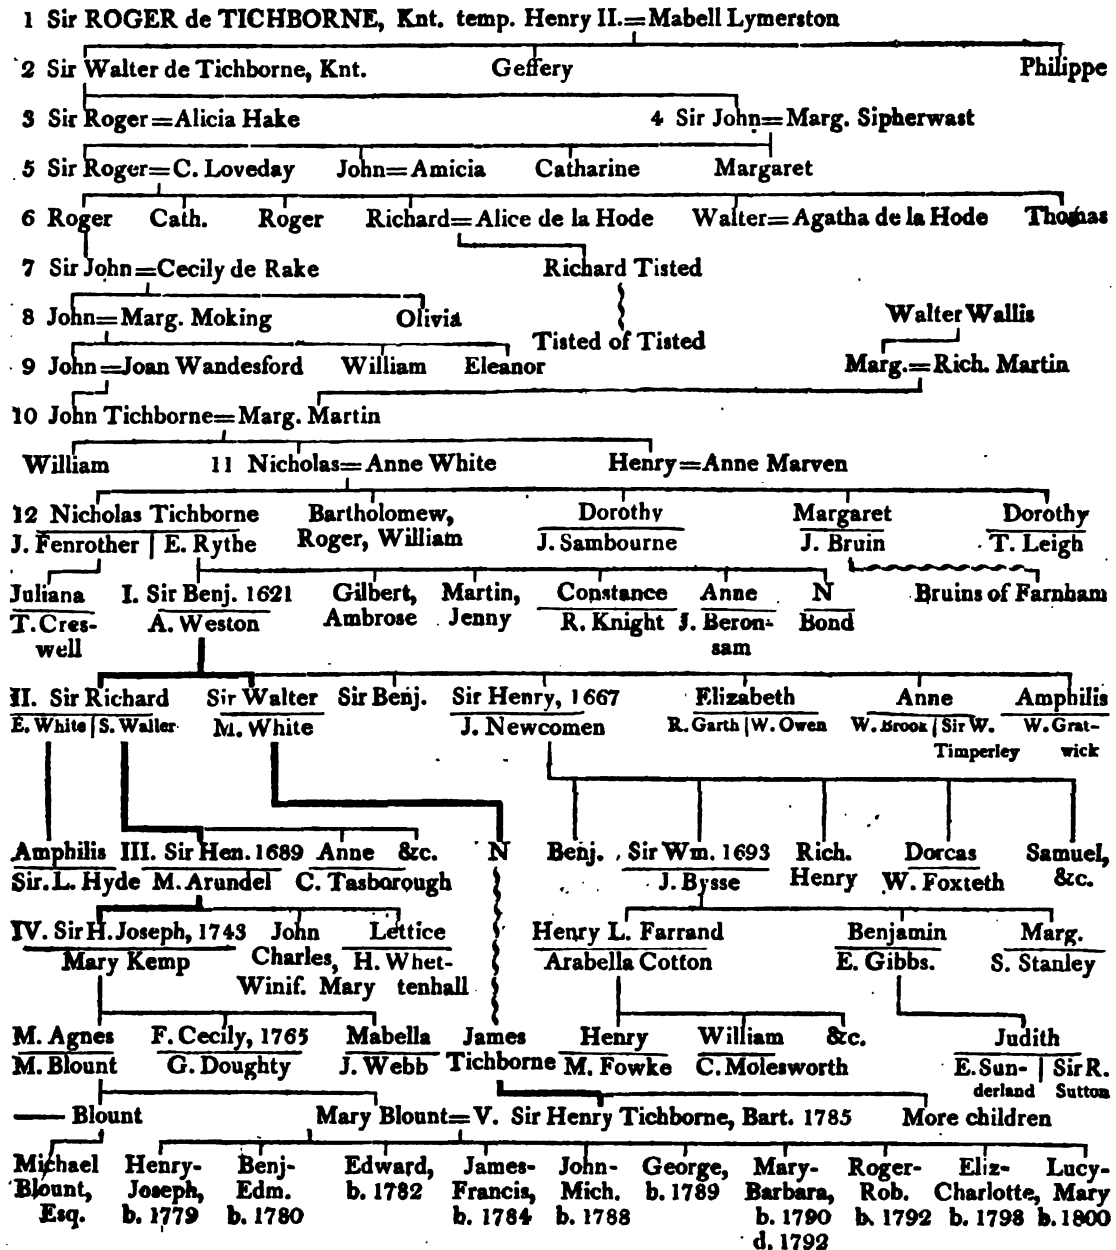 1 Sir ROGER de TICHBORNE, Knt. temp. Henry II.=Mabell Lymerston
2 Sir Walter de Tichborne, Knt. Geffery Philippe
3 Sir Roger=Alicia Hake 4 Sir John=Marg. Sipherwast
5 Sir Roger=C. Loveday John=Amicia Catharine Margaret
6 Roger Cath. Roger Richard=Alice de la Hode Walter=Agatha de la Hode Thomas
7 Sir John=Cecily de Rake Richard Tisted
8 John=Marg. Moking Olivia Walter Wallis
Tisted of Tisted
9 John=Joan Wandesford William Eleanor Marg.=Rich. Martin
10 John Tichborne=Marg. Martin
William 11 Nicholas=Anne White Henry=Anne Marven
12 Nicholas Tichborne Bartholomew, Dorothy Margaret Dorothy
J. Fenrother | E. Rythe Roger, William J. Sambourne J. Bruin T. Leigh
Juliana I. Sir Benj. 1621 Gilbert, Martin, Constance Anne N Bruins of Farnham
T. Cres- A. Weston Ambrose Jenny R. Knight J. Beron- Bond
well sam
II. Sir Richard Sir Walter Sir Benj. Sir Henry, 1667 Elizabeth Anne Amphilis
E. White | S. Waller M. White J. Newcomen R. Garth | W. Owen W. Brook | Sir W. W. Grat-
Timperley wick
Amphilis III. Sir Hen. 1689 Anne &c. N Benj. Sir Wm. 1693 Rich. Dorcas Samuel,
Sir. L. Hyde M. Arundel C. Tasborough J. Bysse Henry W. Foxteth &c.
IV. Sir H. Joseph, 1743 John Lettice Henry L. Farrand Benjamin Marg.
Mary Kemp Charles, H. Whet- Arabella Cotton E. Gibbs. S. Stanley
Winif. Mary tenhall
M. Agnes F. Cecily, 1765 Mabella James Henry William &c. Judith
M. Blount G. Doughty J. Webb Tichborne M. Fowke C. Molesworth E. Sun- | Sir R.
derland Sutton
—— Blount Mary Blount=V. Sir Henry Tichborne, Bart. 1785 More children
Michael Henry- Benj- Edward, James- John- George, Mary- Roger- Eliz- Lucy-
Blount, Joseph, Edm. b. 1782 Francis, Mich. b. 1789 Barbara, Rob. Charlotte, Mary
Esq. b. 1779 b. 1780 b. 1784 b. 1788 b. 1790 b. 1792 b. 1798 b. 1800
d. 1792